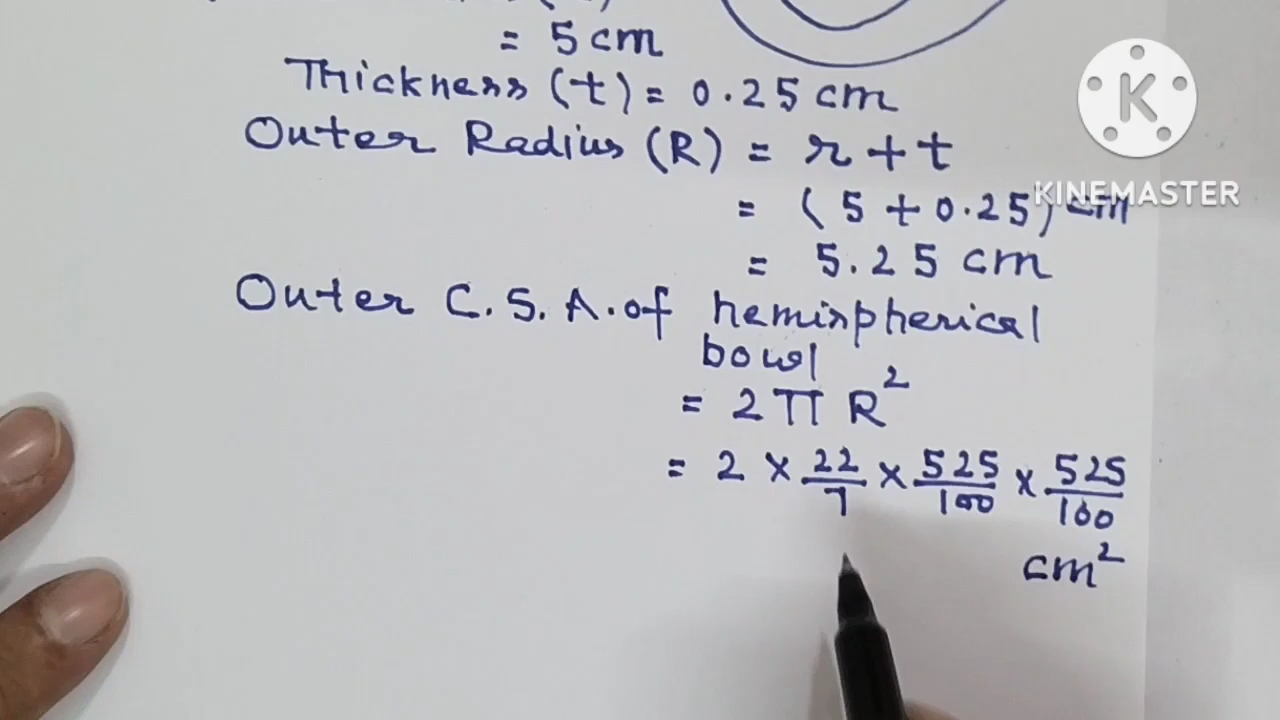 = 5 cm
Thickness (t) = 0.25 cm
Outer Radius (R) = r + t
= (5 + 0.25) cm
= 5.25 cm
Outer C.S.A. of hemispherical
bowl
= 2 π R²
= 2 × 22/7 × 525/100 × 525/100
cm²
K
KINEMASTER